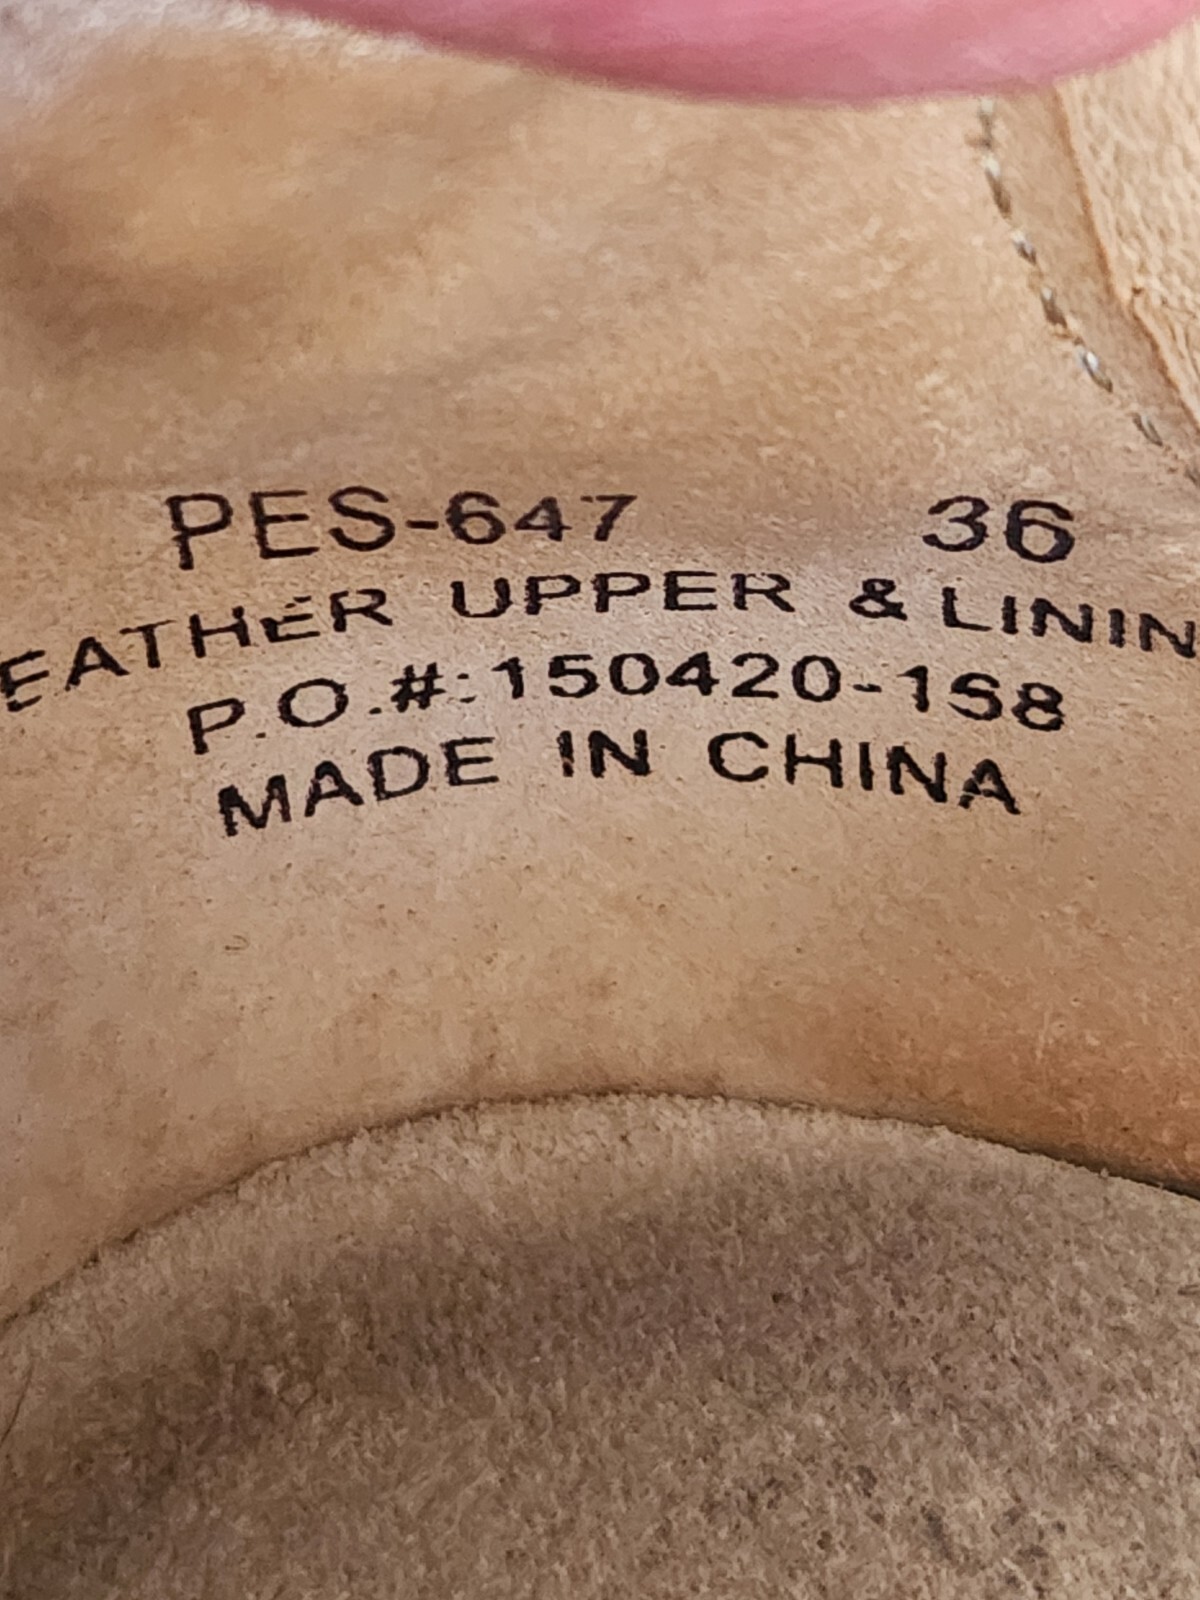 PES-647 36
EATHER UPPER & LININ
P.O.#:150420-1S8
MADE IN CHINA